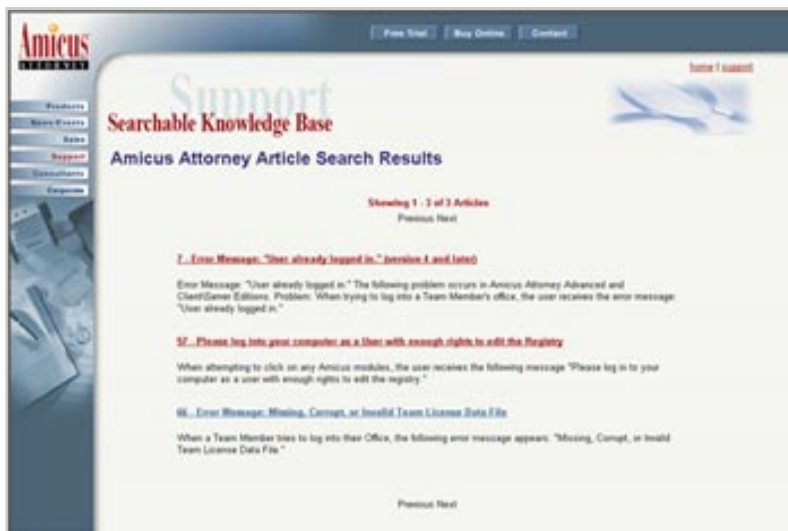 Amicus
ATTORNEY
Free Trial
Buy Online
Contact
home | support
Products
News/Events
Sales
Support
Consultants
Corporate
Support
Searchable Knowledge Base
Amicus Attorney Article Search Results
Showing 1 - 3 of 3 Articles
Previous Next
7 - Error Message: "User already logged in." (version 4 and later)
Error Message: "User already logged in." The following problem occurs in Amicus Attorney Advanced and
Client\Server Editions. Problem: When trying to log into a Team Member's office, the user receives the error message:
"User already logged in."
57 - Please log into your computer as a User with enough rights to edit the Registry
When attempting to click on any Amicus modules, the user receives the following message "Please log in to your
computer as a user with enough rights to edit the registry."
66 - Error Message: Missing, Corrupt, or Invalid Team License Data File
When a Team Member tries to log into their Office, the following error message appears: "Missing, Corrupt, or Invalid
Team License Data File."
Previous Next